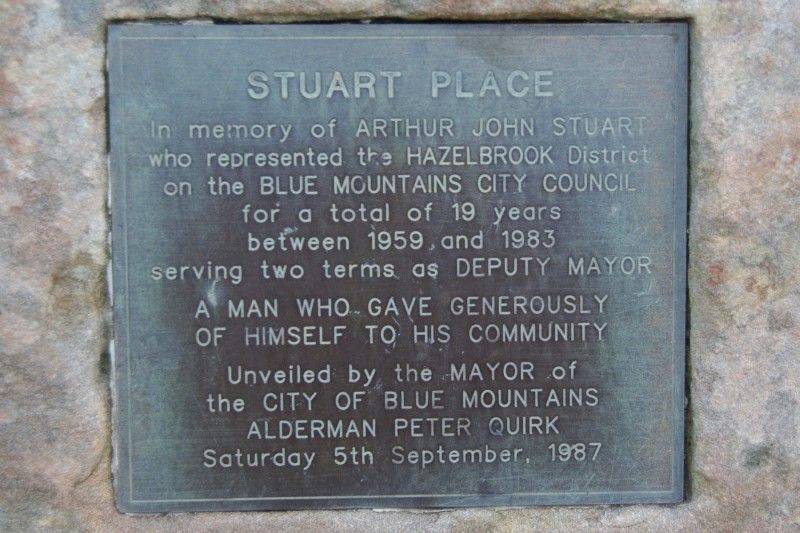 STUART PLACE
In memory of ARTHUR JOHN STUART
who represented the HAZELBROOK District
on the BLUE MOUNTAINS CITY COUNCIL
for a total of 19 years
between 1959 and 1983
serving two terms as DEPUTY MAYOR
A MAN WHO GAVE GENEROUSLY
OF HIMSELF TO HIS COMMUNITY
Unveiled by the MAYOR of
the CITY OF BLUE MOUNTAINS
ALDERMAN PETER QUIRK
Saturday 5th September, 1987